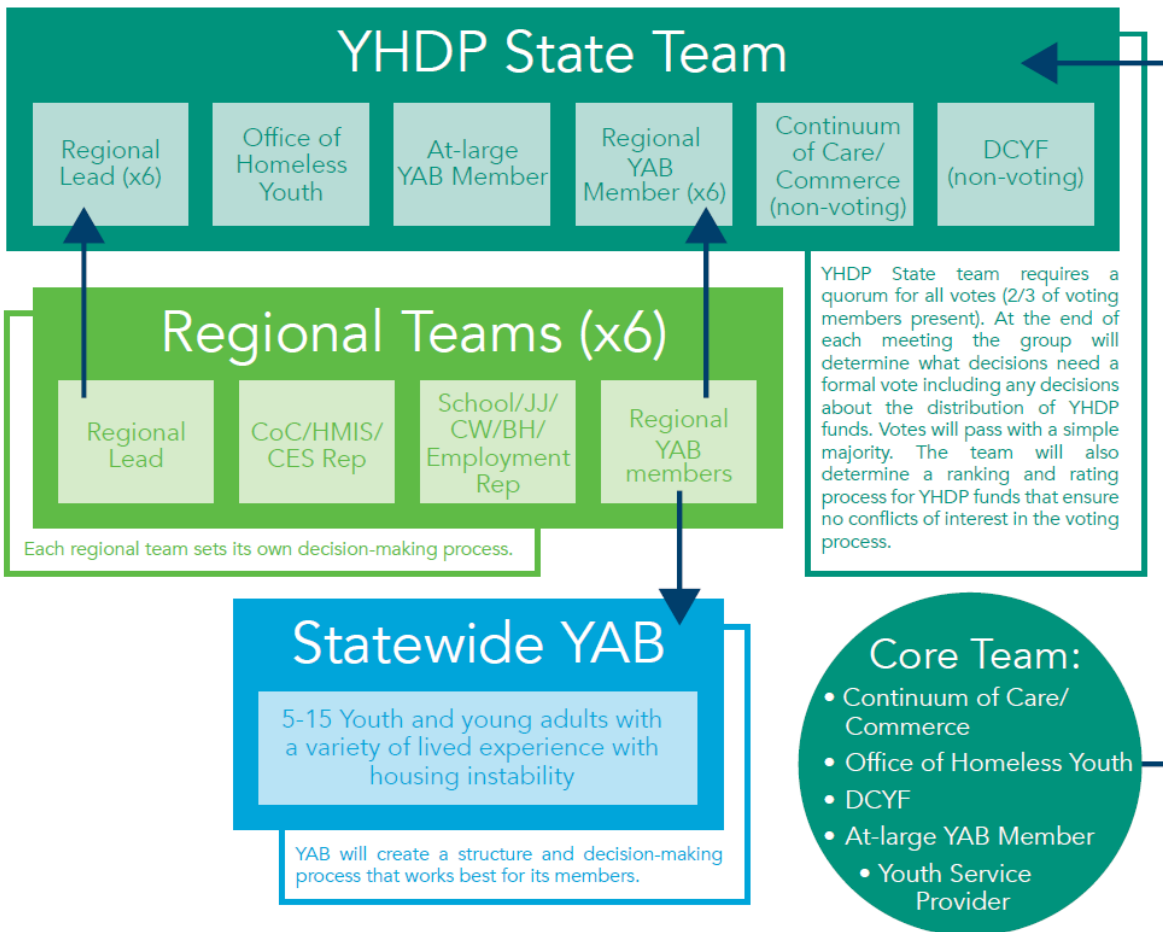 YHDP State Team
Regional
Lead (x6)
Office of
Homeless
Youth
At-large
YAB Member
Regional
YAB
Member (x6)
Continuum
of Care/
Commerce
(non-voting)
DCYF
(non-voting)
YHDP State team requires a
quorum for all votes (2/3 of voting
members present). At the end of
each meeting the group will
determine what decisions need a
formal vote including any decisions
about the distribution of YHDP
funds. Votes will pass with a simple
majority. The team will also
determine a ranking and rating
process for YHDP funds that ensure
no conflicts of interest in the voting
process.
Regional Teams (x6)
Regional
Lead
CoC/HMIS/
CES Rep
School/JJ/
CW/BH/
Employment
Rep
Regional
YAB
members
Each regional team sets its own decision-making process.
Statewide YAB
5-15 Youth and young adults with
a variety of lived experience with
housing instability
YAB will create a structure and decision-making
process that works best for its members.
Core Team:
• Continuum of Care/
Commerce
• Office of Homeless Youth
• DCYF
• At-large YAB Member
• Youth Service
Provider